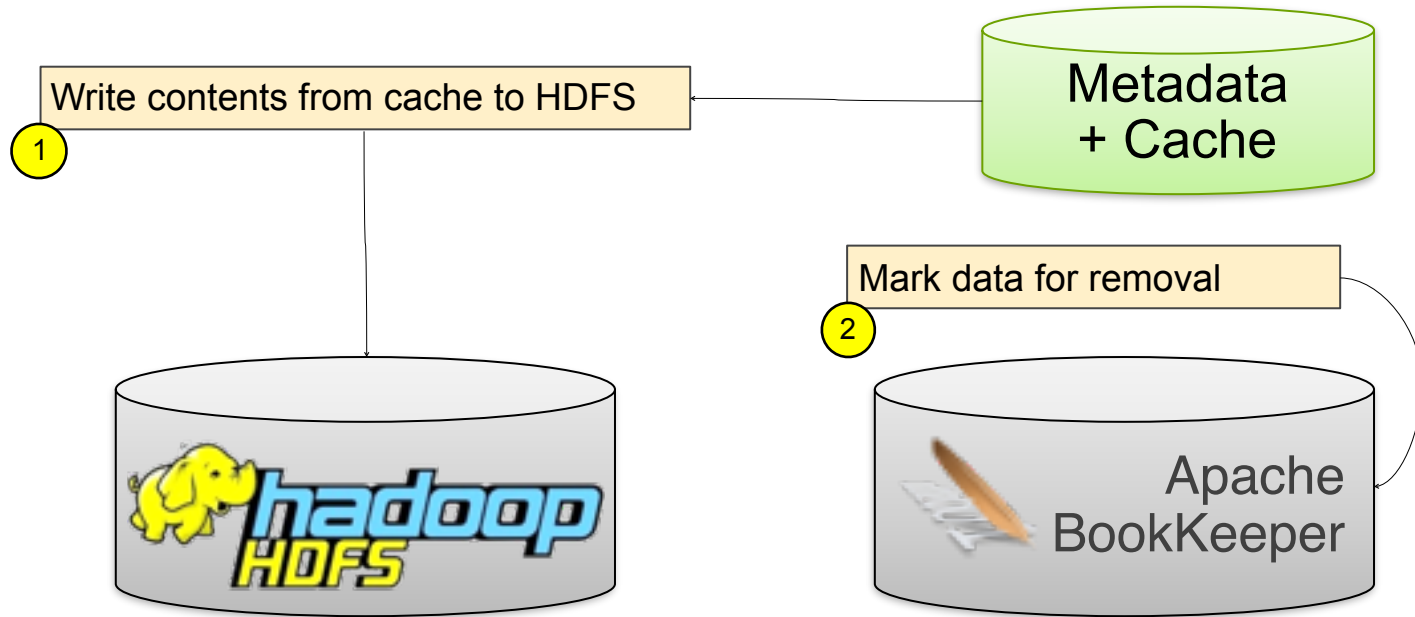 Write contents from cache to HDFS
1
Metadata
+ Cache
Mark data for removal
2
hadoop
HDFS
Apache
BookKeeper